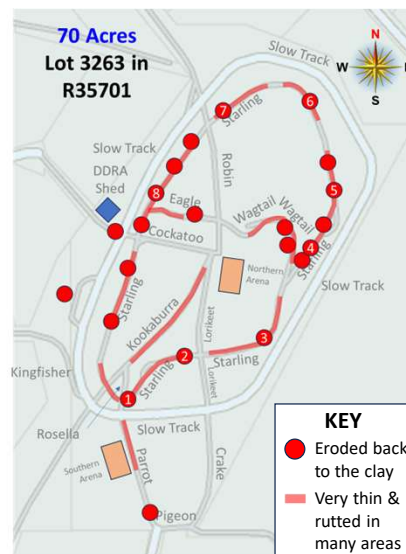 70 Acres
Lot 3263 in
R35701
N
W
E
S
Slow Track
7
Starling
6
Slow Track
DDRA
Shed
Robin
8
Eagle
Wagtail
Wagtail
5
Cockatoo
4
Starling
Northern
Arena
Starling
Kookaburra
Lorikeet
Slow Track
3
Starling
2
Starling
Lorikeet
Kingfisher
1
Rosella
Slow Track
Southern
Arena
Parrot
Crake
Pigeon
KEY
Eroded back
to the clay
Very thin &
rutted in
many areas